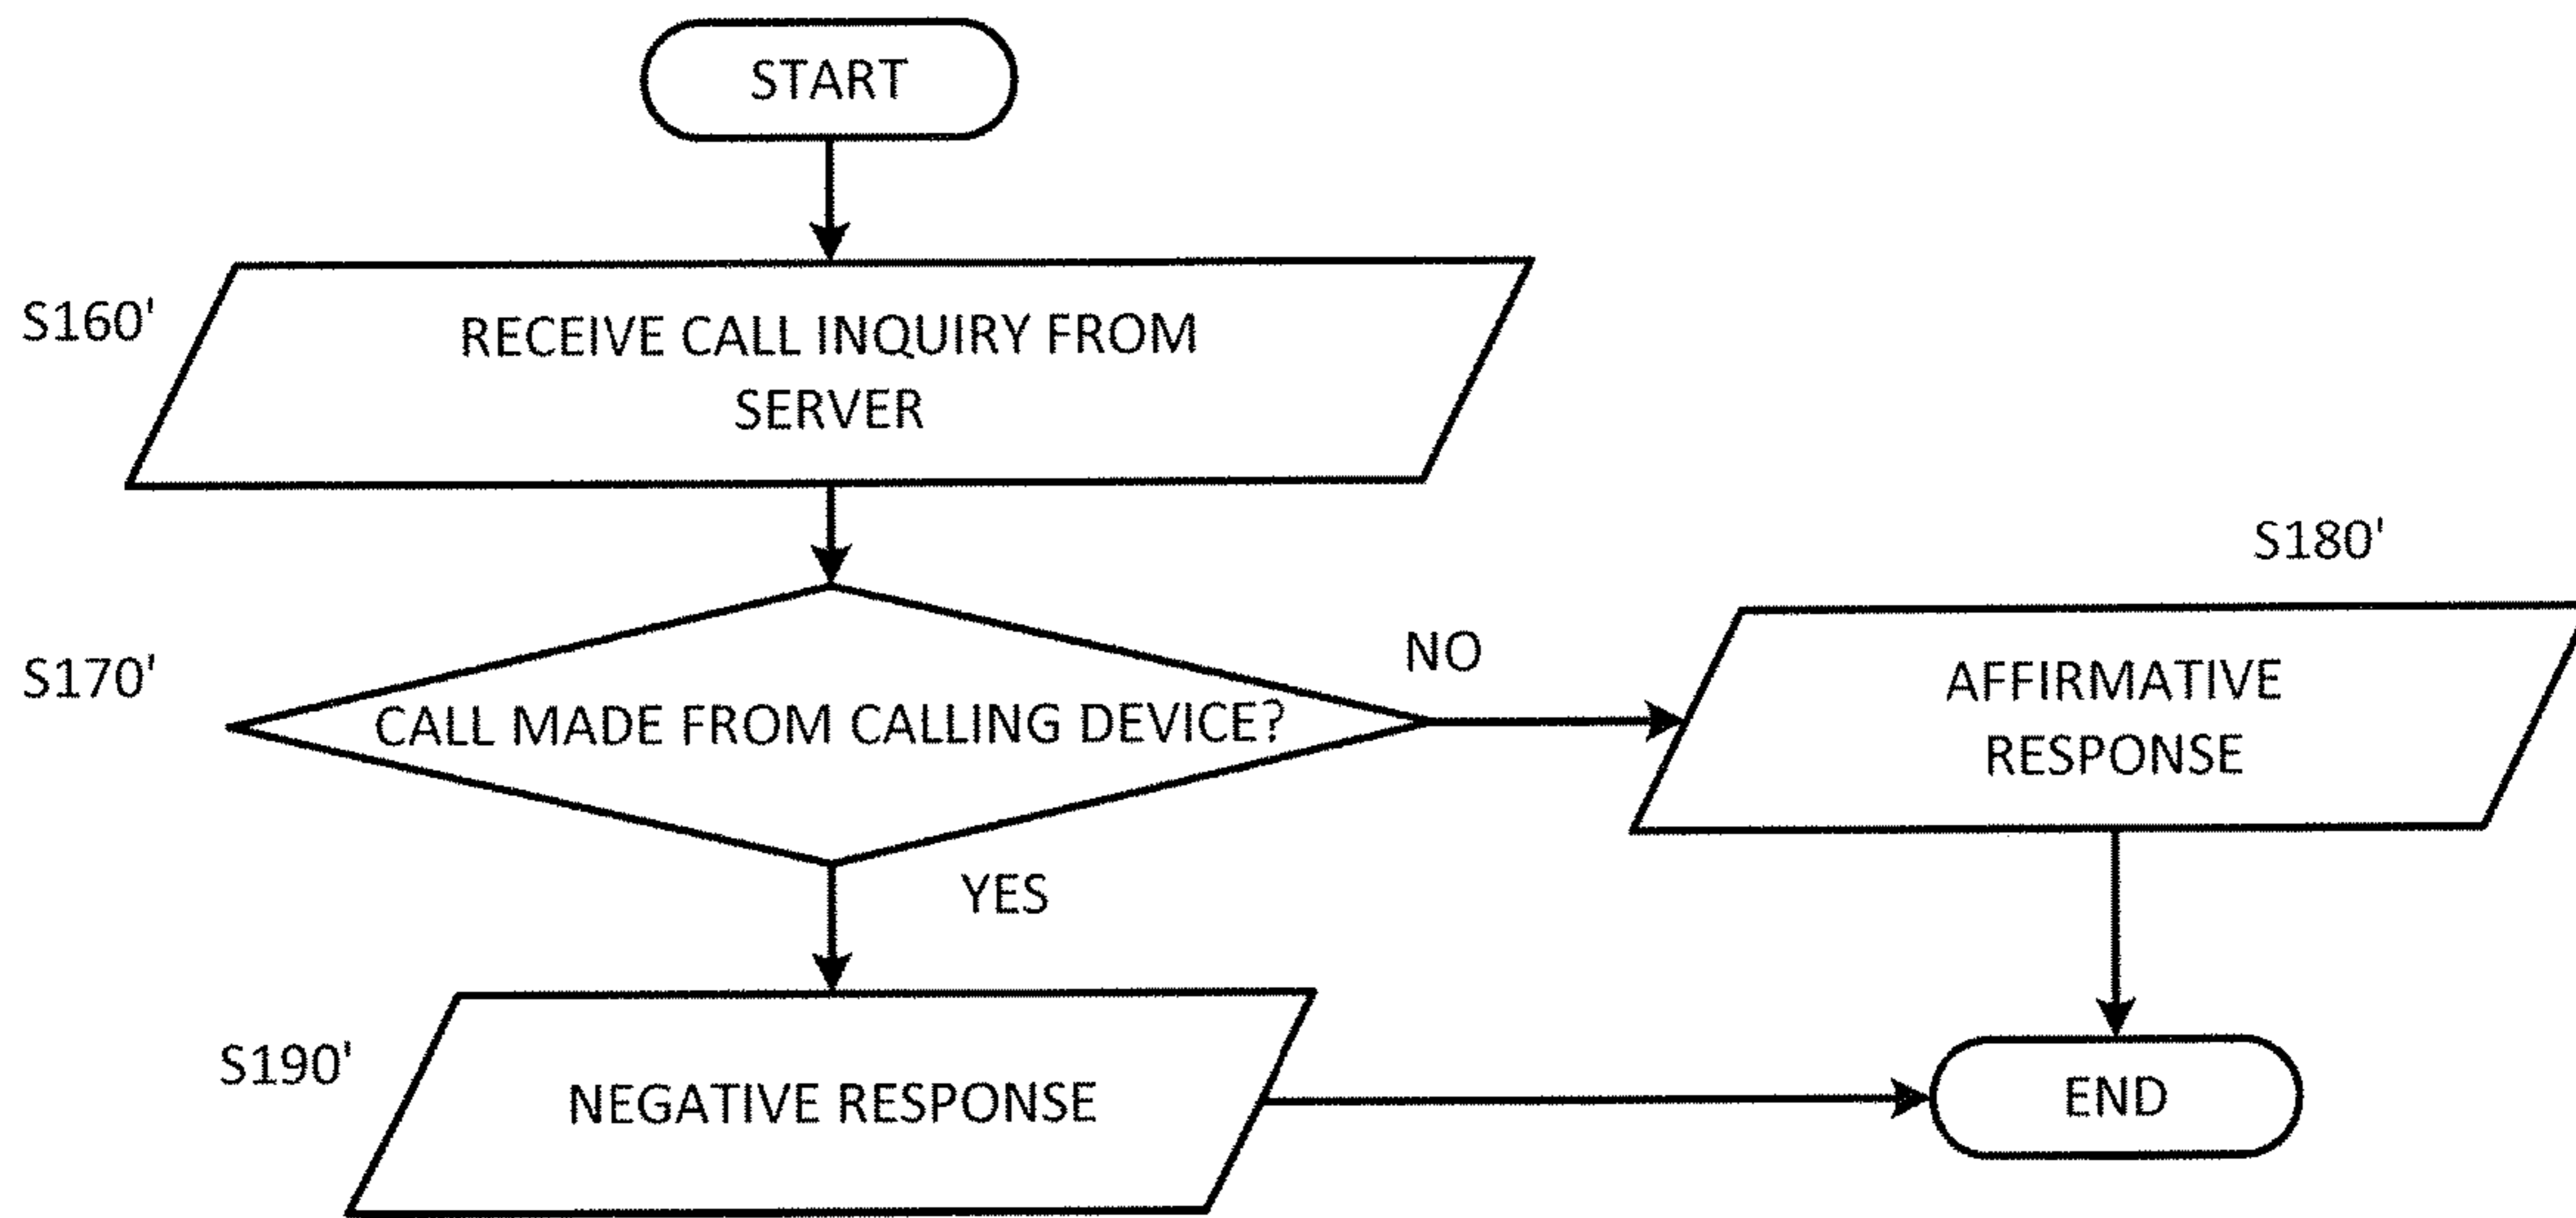 START
S160'
RECEIVE CALL INQUIRY FROM
SERVER
S170'
CALL MADE FROM CALLING DEVICE?
NO
S180'
AFFIRMATIVE
RESPONSE
YES
S190'
NEGATIVE RESPONSE
END